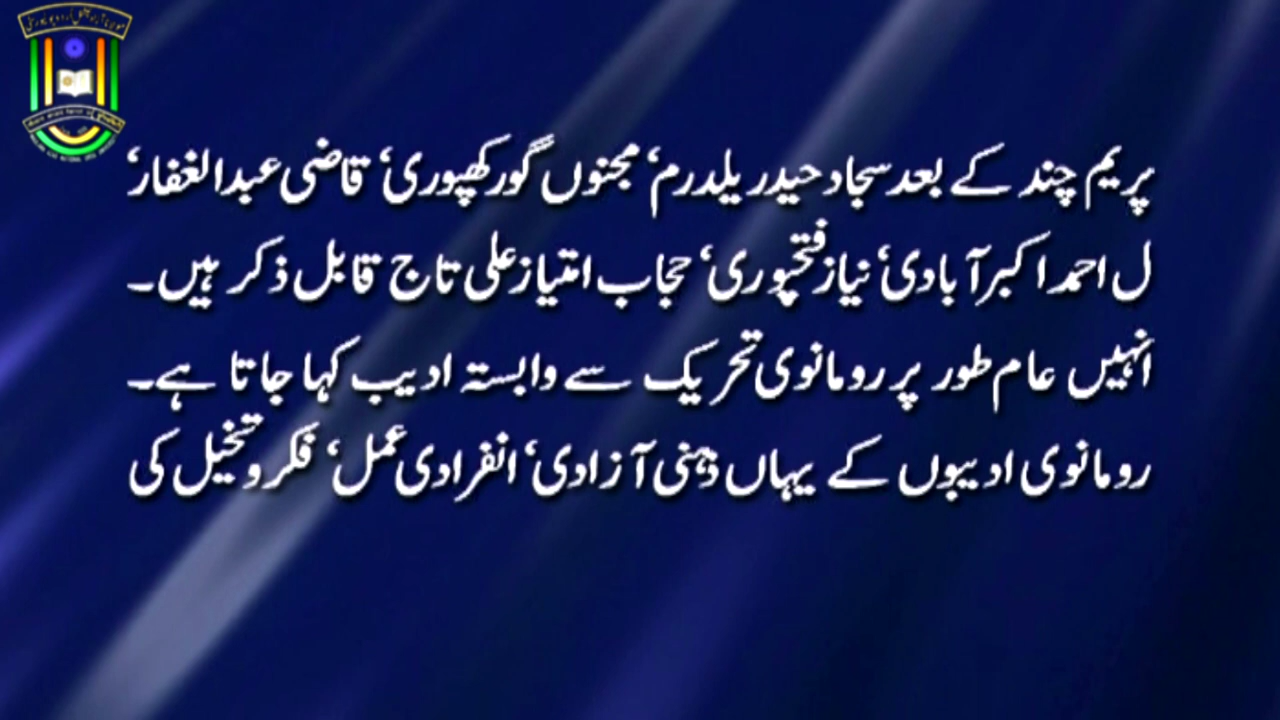 پریم چند کے بعد سجاد حیدر یلدرم‘ مجنوں گورکھپوری‘ قاضی عبدالغفار‘
ل احمد اکبرآبادی‘ نیاز فتحپوری‘ حجاب امتیاز علی تاج قابل ذکر ہیں۔
انہیں عام طور پر رومانوی تحریک سے وابستہ ادیب کہا جاتا ہے۔
رومانوی ادیبوں کے یہاں ذہنی آزادی‘ انفرادی عمل‘ فکر و تخیل کی